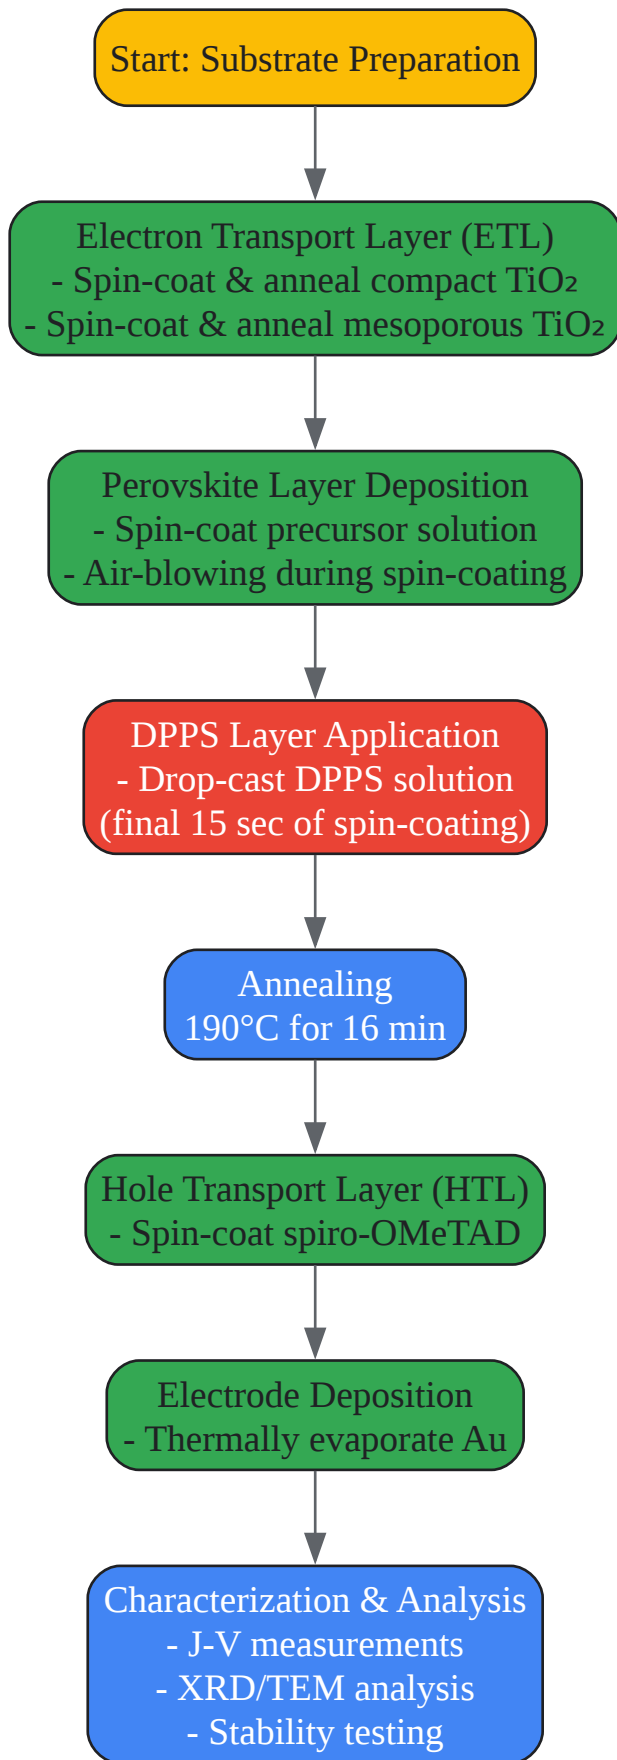 Start: Substrate Preparation
Electron Transport Layer (ETL)
- Spin-coat & anneal compact TiO₂
- Spin-coat & anneal mesoporous TiO₂
Perovskite Layer Deposition
- Spin-coat precursor solution
- Air-blowing during spin-coating
DPPS Layer Application
- Drop-cast DPPS solution
(final 15 sec of spin-coating)
Annealing
190°C for 16 min
Hole Transport Layer (HTL)
- Spin-coat spiro-OMeTAD
Electrode Deposition
- Thermally evaporate Au
Characterization & Analysis
- J-V measurements
- XRD/TEM analysis
- Stability testing